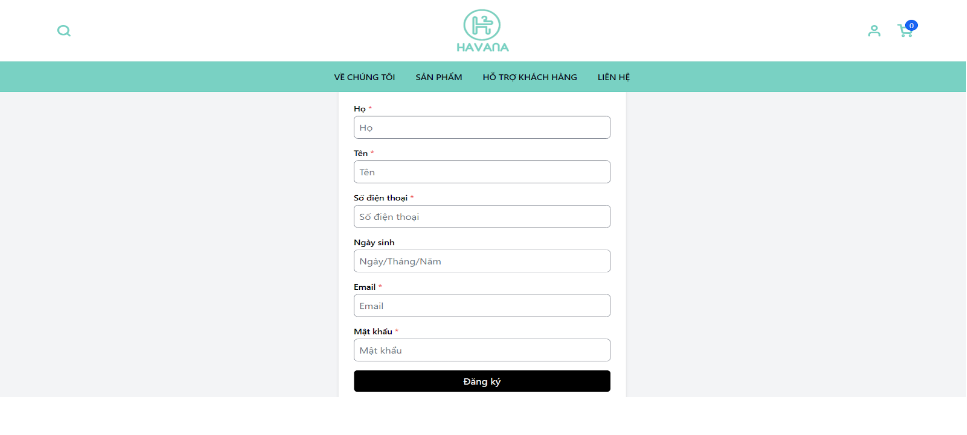 HAVANA
0
VỀ CHÚNG TÔI SẢN PHẨM HỖ TRỢ KHÁCH HÀNG LIÊN HỆ
Họ *
Họ
Tên *
Tên
Số điện thoại *
Số điện thoại
Ngày sinh
Ngày/Tháng/Năm
Email *
Email
Mật khẩu *
Mật khẩu
Đăng ký